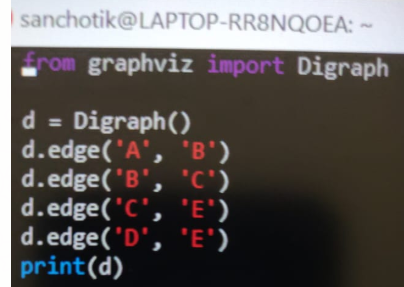 sanchotik@LAPTOP-RR8NQOEA: ~
from graphviz import Digraph
d = Digraph()
d.edge('A', 'B')
d.edge('B', 'C')
d.edge('C', 'E')
d.edge('D', 'E')
print(d)